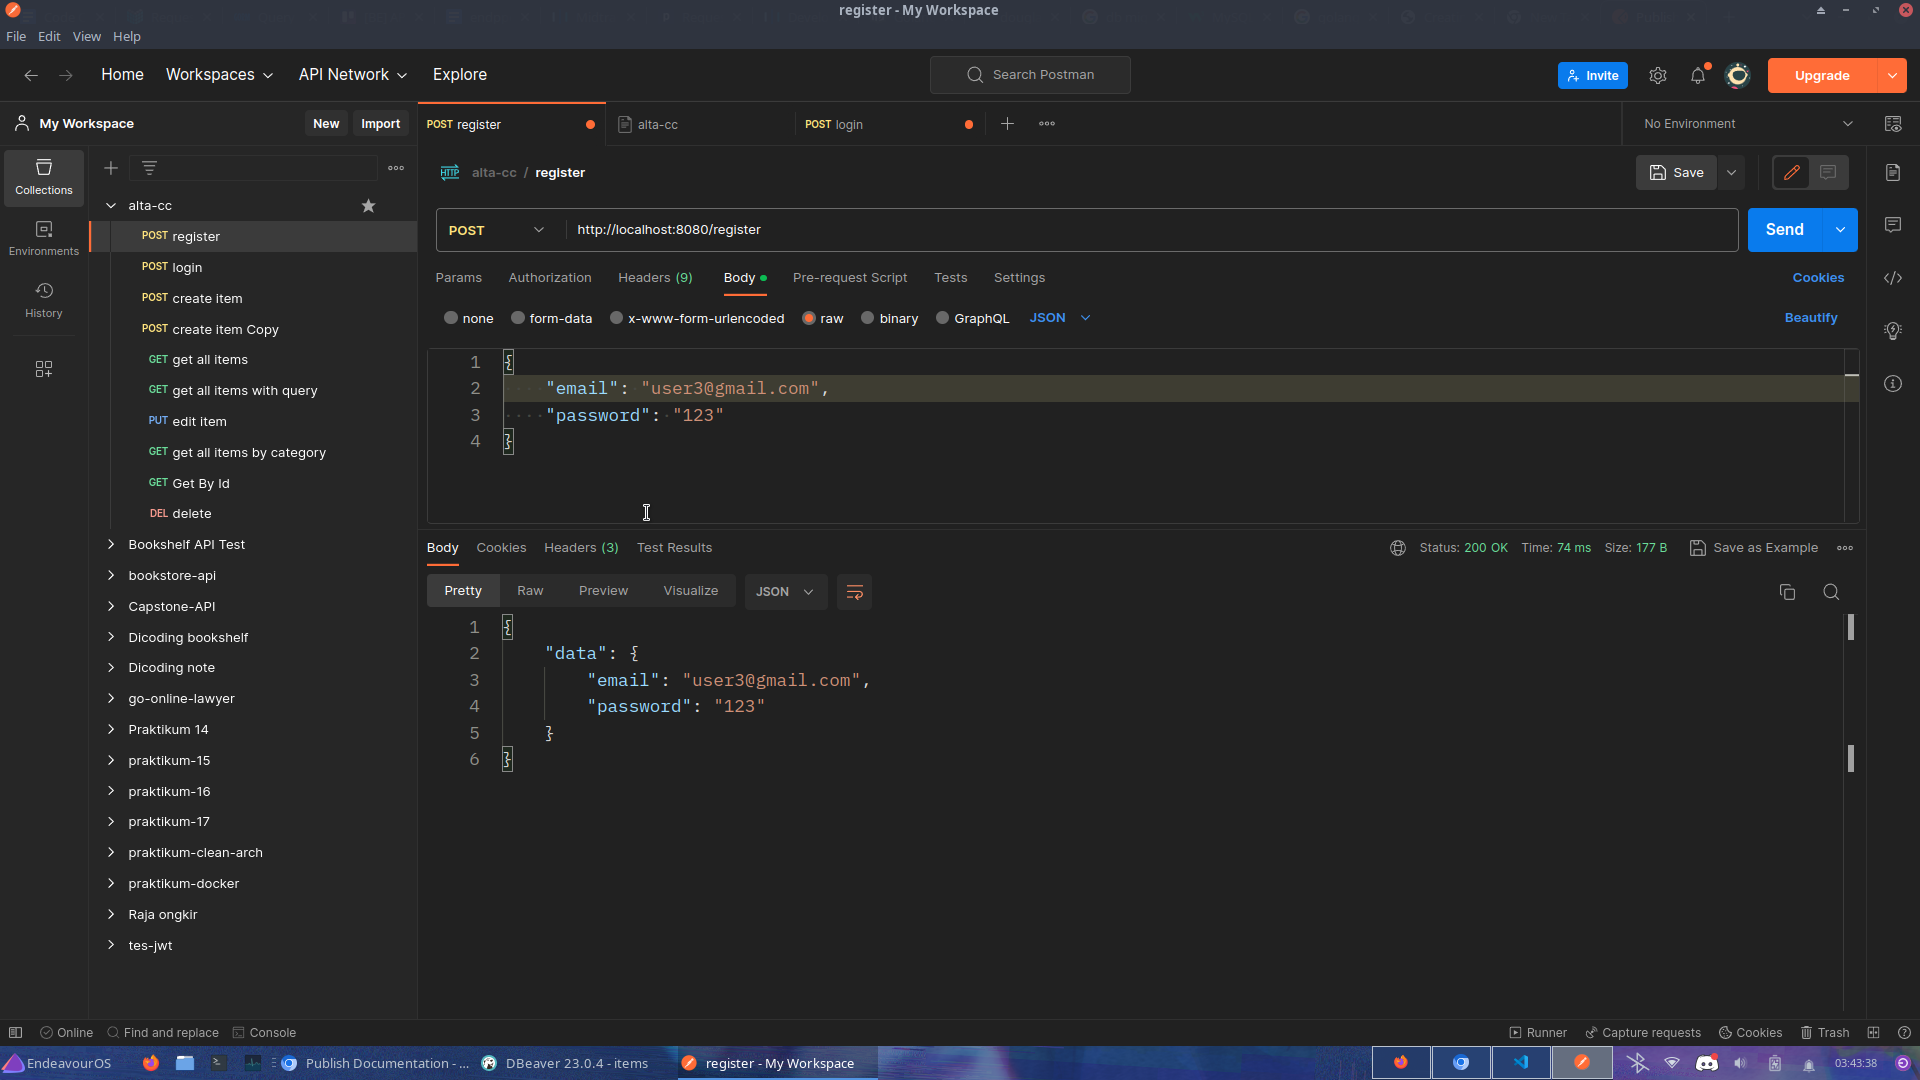 register - My Workspace
File Edit View Help
Home Workspaces API Network Explore
Search Postman
Invite
Upgrade
My Workspace
New Import
POST register
alta-cc
POST login
No Environment
Collections
Environments
History
alta-cc
POST register
POST login
POST create item
POST create item Copy
GET get all items
GET get all items with query
PUT edit item
GET get all items by category
GET Get By Id
DEL delete
Bookshelf API Test
bookstore-api
Capstone-API
Dicoding bookshelf
Dicoding note
go-online-lawyer
Praktikum 14
praktikum-15
praktikum-16
praktikum-17
praktikum-clean-arch
praktikum-docker
Raja ongkir
tes-jwt
HTTP alta-cc / register
Save
POST http://localhost:8080/register
Send
Params Authorization Headers (9) Body Pre-request Script Tests Settings
Cookies
none form-data x-www-form-urlencoded raw binary GraphQL JSON
Beautify
1 {
2 "email": "user3@gmail.com",
3 "password": "123"
4 }
Body Cookies Headers (3) Test Results
Status: 200 OK Time: 74 ms Size: 177 B
Save as Example
Pretty Raw Preview Visualize JSON
1 {
2 "data": {
3 "email": "user3@gmail.com",
4 "password": "123"
5 }
6 }
Online Find and replace Console
Runner Capture requests Cookies Trash
EndeavourOS
Publish Documentation - ...
DBeaver 23.0.4 - items
register - My Workspace
03:43:38